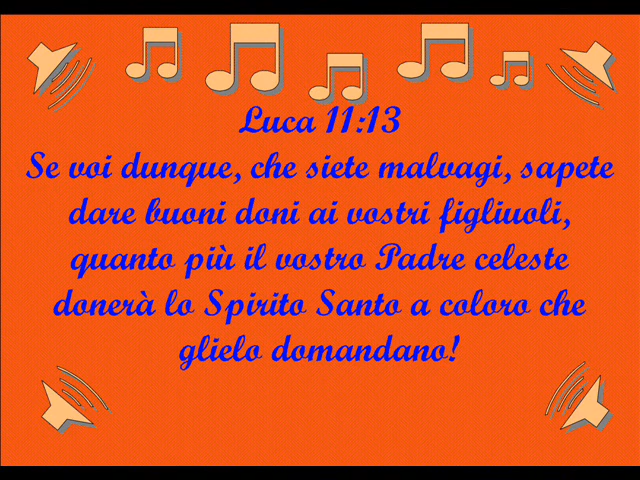 Luca 11:13
Se voi dunque, che siete malvagi, sapete
dare buoni doni ai vostri figliuoli,
quanto più il vostro Padre celeste
donerà lo Spirito Santo a coloro che
glielo domandano!